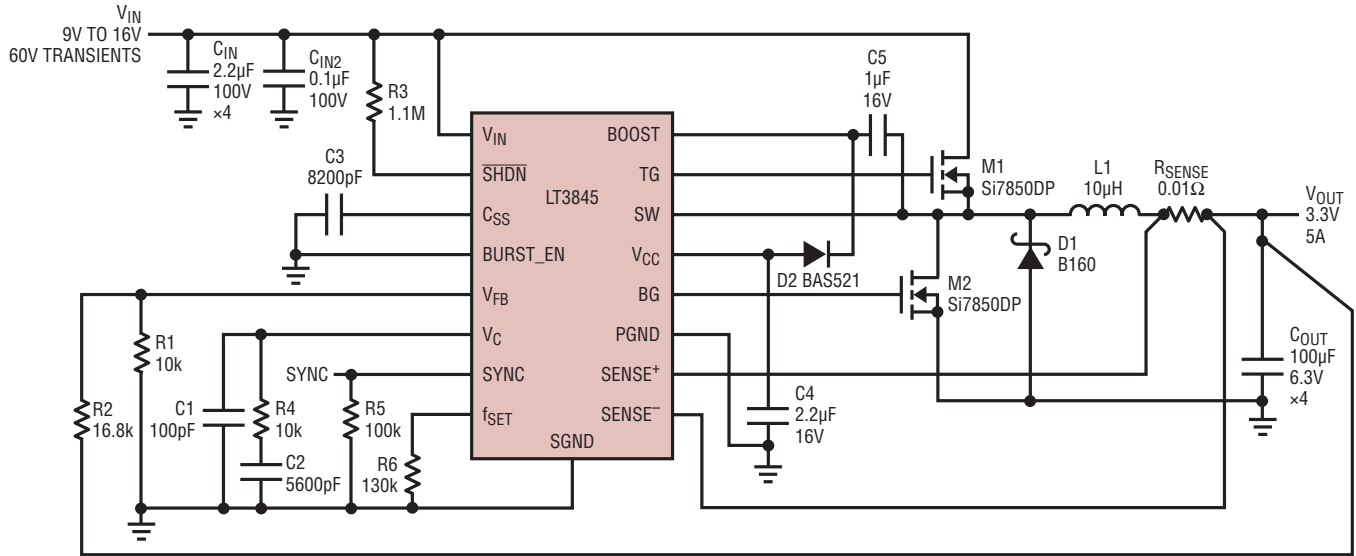 VIN
9V TO 16V
60V TRANSIENTS
CIN
2.2µF
100V
×4
CIN2
0.1µF
100V
R3
1.1M
C5
1µF
16V
C3
8200pF
VIN
SHDN
CSS
BURST_EN
VFB
VC
SYNC
fSET
LT3845
SGND
BOOST
TG
SW
VCC
BG
PGND
SENSE+
SENSE–
M1
Si7850DP
L1
10µH
RSENSE
0.01Ω
VOUT
3.3V
5A
D2 BAS521
D1
B160
M2
Si7850DP
R1
10k
R2
16.8k
C1
100pF
R4
10k
C2
5600pF
SYNC
R5
100k
R6
130k
C4
2.2µF
16V
COUT
100µF
6.3V
×4